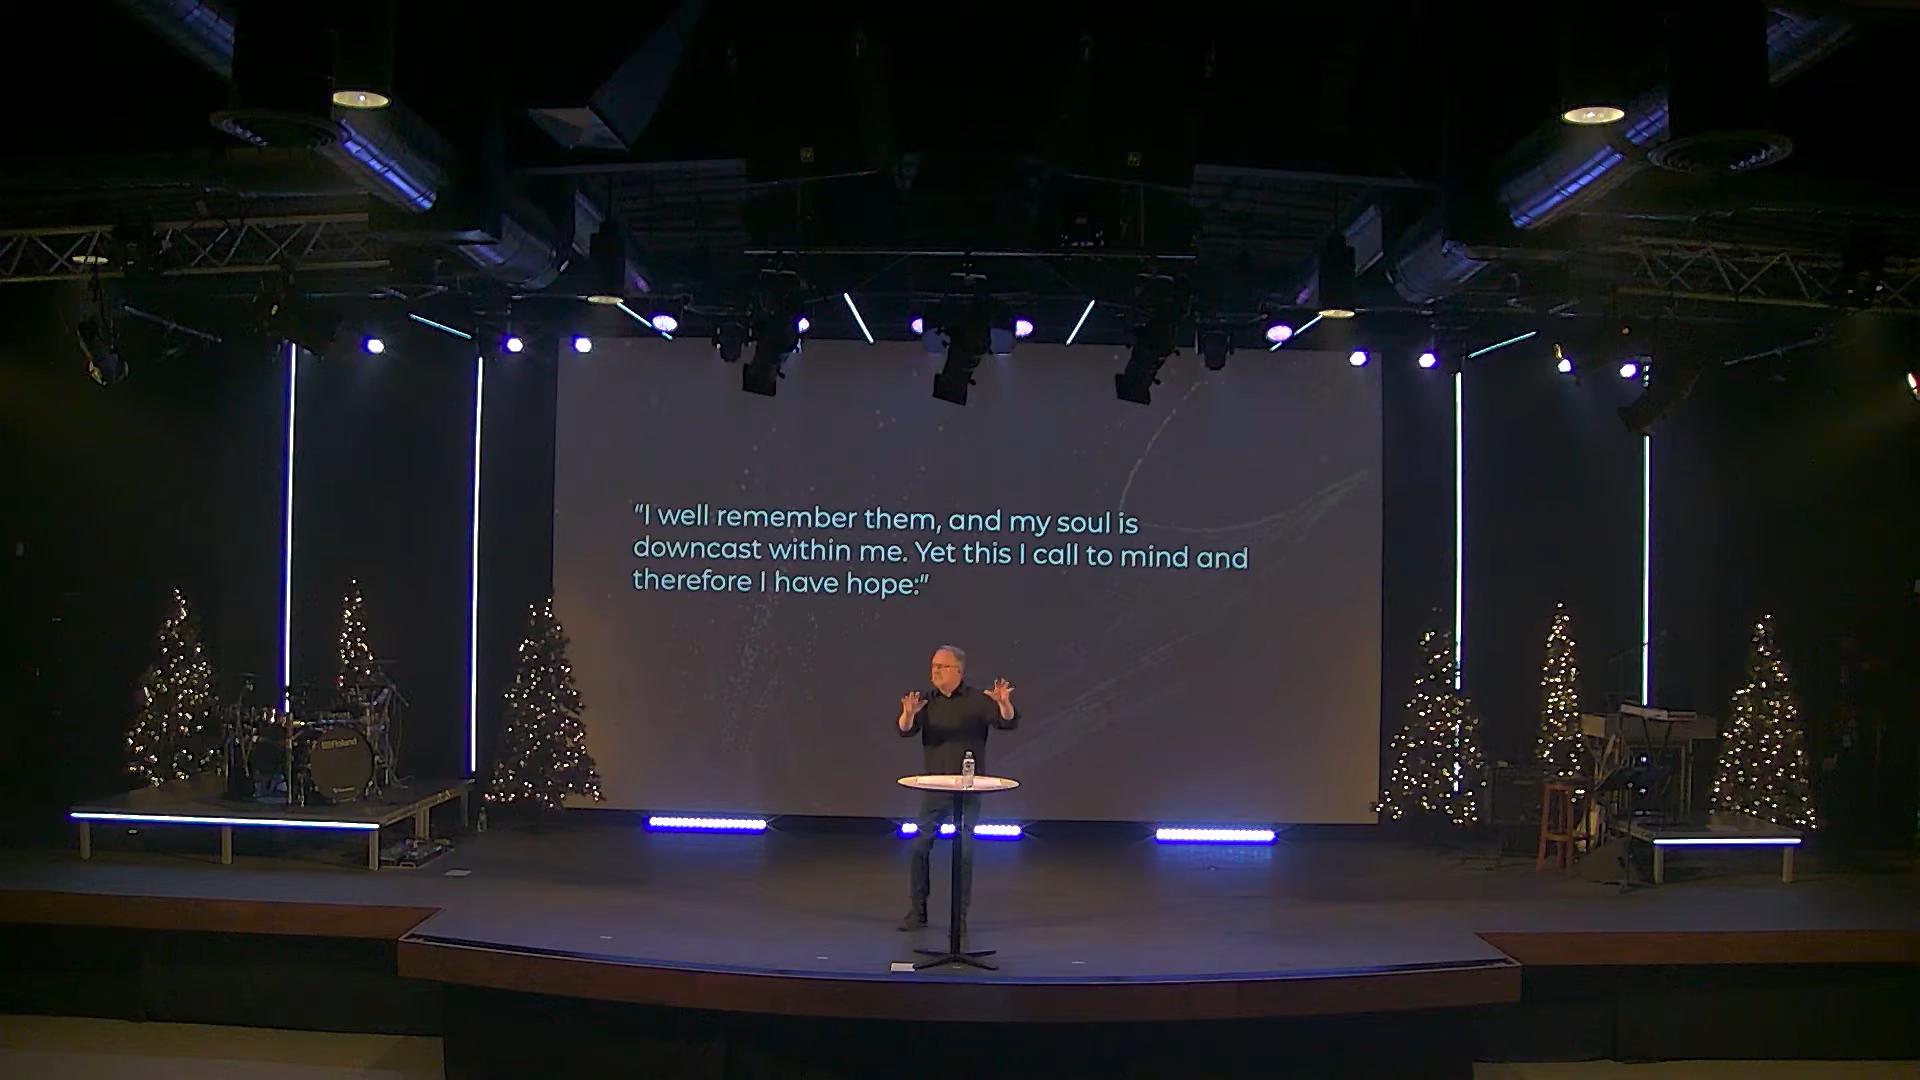 “I well remember them, and my soul is
downcast within me. Yet this I call to mind and
therefore I have hope:”
Roland